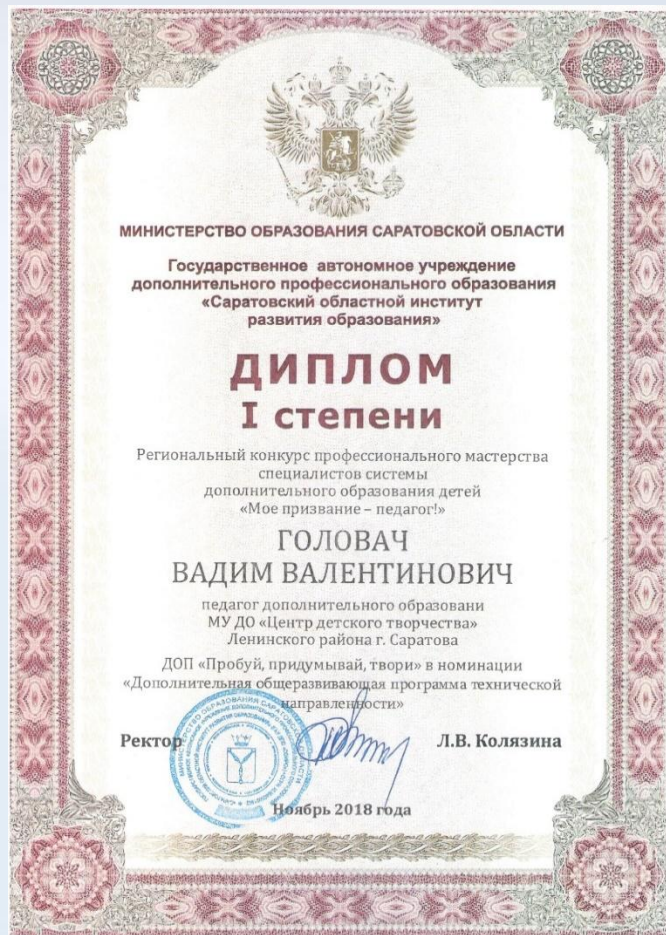 МИНИСТЕРСТВО ОБРАЗОВАНИЯ САРАТОВСКОЙ ОБЛАСТИ
Государственное автономное учреждение
дополнительного профессионального образования
«Саратовский областной институт
развития образования»
ДИПЛОМ
I степени
Региональный конкурс профессионального мастерства
специалистов системы
дополнительного образования детей
«Мое призвание – педагог!»
ГОЛОВАЧ
ВАДИМ ВАЛЕНТИНОВИЧ
педагог дополнительного образовани
МУ ДО «Центр детского творчества»
Ленинского района г. Саратова
ДОП «Пробуй, придумывай, твори» в номинации
«Дополнительная общеразвивающая программа технической
направленности»
Ректор
Л.В. Колязина
Ноябрь 2018 года